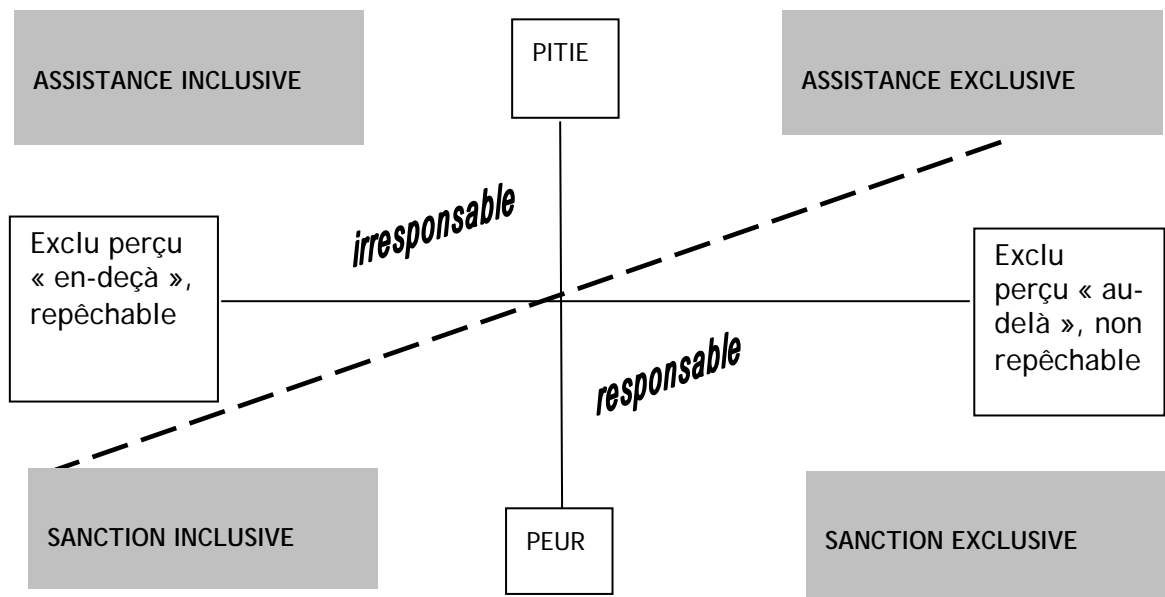 PITIE
ASSISTANCE INCLUSIVE
ASSISTANCE EXCLUSIVE
irresponsable
Exclu perçu
« en-deçà »,
repêchable
Exclu
perçu « au-
delà », non
repêchable
responsable
SANCTION INCLUSIVE
PEUR
SANCTION EXCLUSIVE